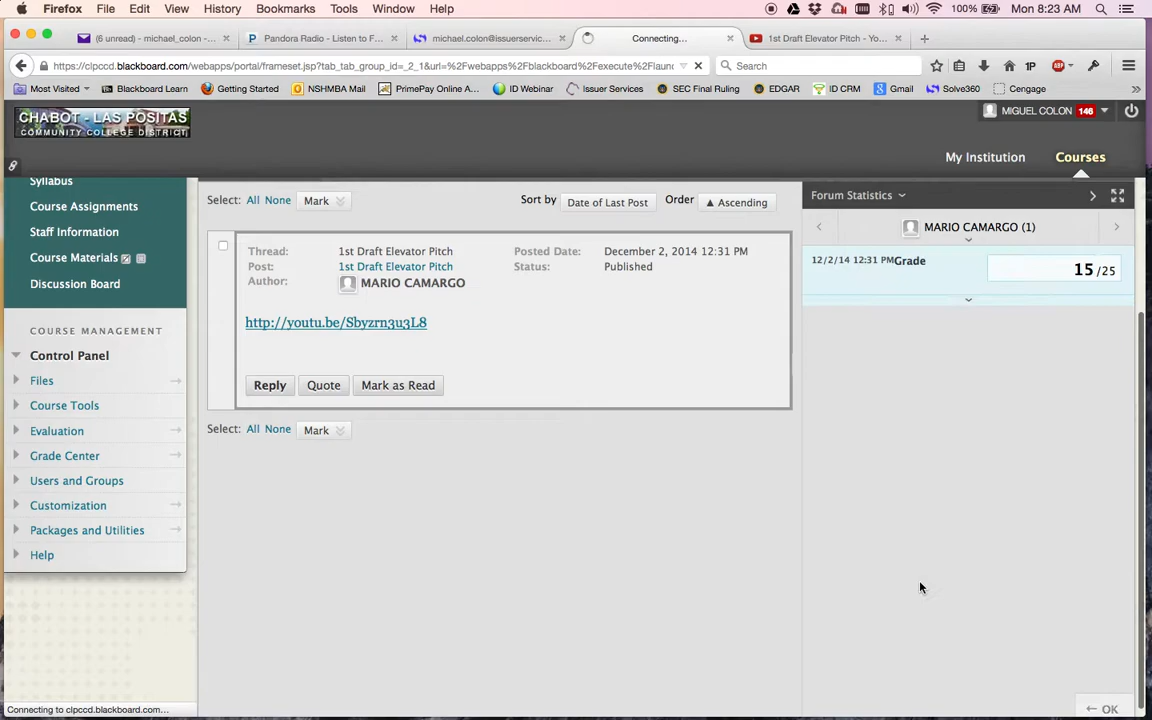 Firefox File Edit View History Bookmarks Tools Window Help 100% Mon 8:23 AM
(6 unread) - michael_colon -... Pandora Radio - Listen to F... michael.colon@issuerservic... Connecting... 1st Draft Elevator Pitch - Yo...
https://clpccd.blackboard.com/webapps/portal/frameset.jsp?tab_tab_group_id=_2_1&url=%2Fwebapps%2Fblackboard%2Fexecute%2Flaunc Search 1P ABP
Most Visited Blackboard Learn Getting Started NSHMBA Mail PrimePay Online A... ID Webinar Issuer Services SEC Final Ruling EDGAR ID CRM Gmail Solve360 Cengage
CHABOT - LAS POSITAS
COMMUNITY COLLEGE DISTRICT
MIGUEL COLON 146
My Institution Courses
Syllabus
Course Assignments
Staff Information
Course Materials
Discussion Board
COURSE MANAGEMENT
Control Panel
Files
Course Tools
Evaluation
Grade Center
Users and Groups
Customization
Packages and Utilities
Help
Select: All None Mark Sort by Date of Last Post Order Ascending
Thread: 1st Draft Elevator Pitch Posted Date: December 2, 2014 12:31 PM
Post: 1st Draft Elevator Pitch Status: Published
Author: MARIO CAMARGO
http://youtu.be/Sbyzrn3u3L8
Reply Quote Mark as Read
Select: All None Mark
Forum Statistics
MARIO CAMARGO (1)
12/2/14 12:31 PM Grade 15 /25
OK
Connecting to clpccd.blackboard.com...